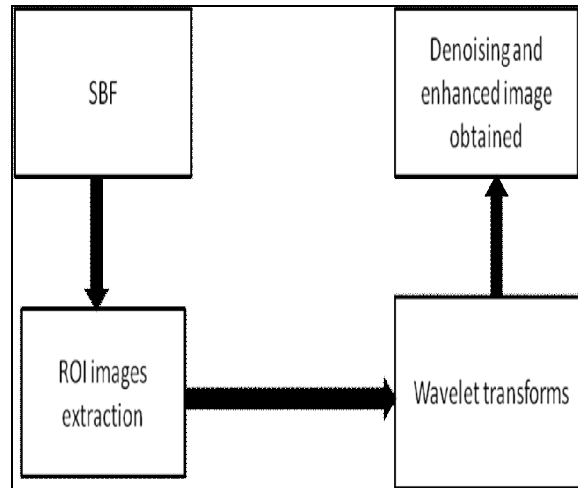 SBF
ROI images
extraction
Wavelet transforms
Denoising and
enhanced image
obtained